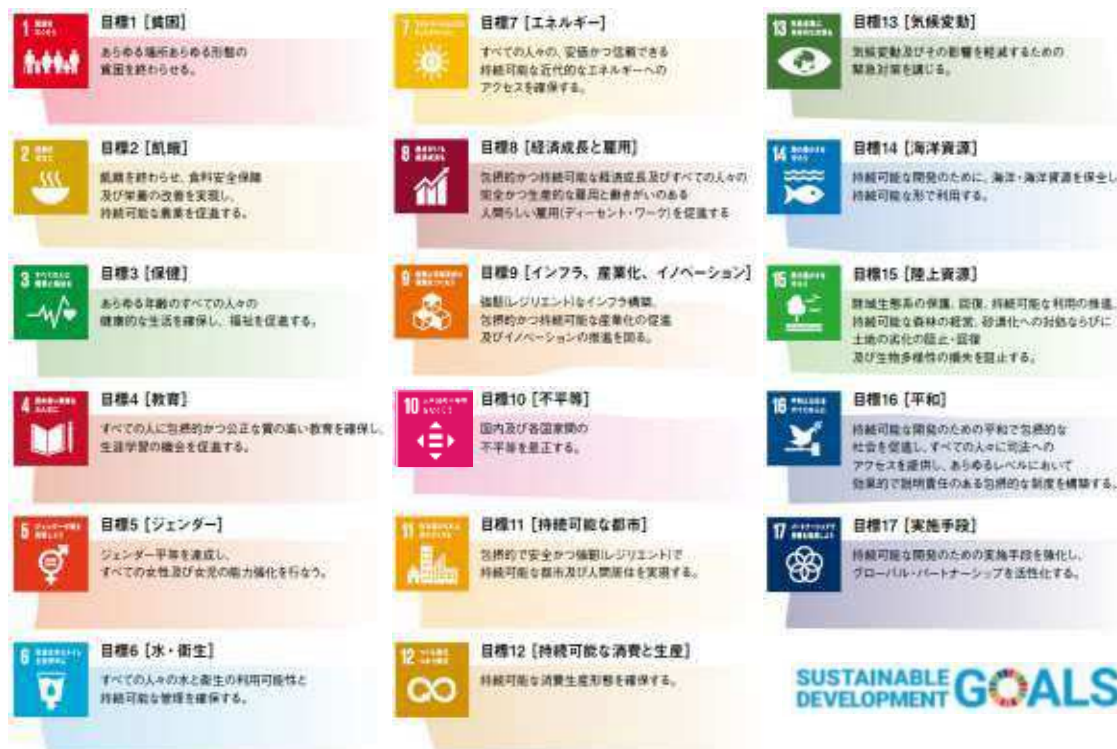 1
目標1 [貧困]
あらゆる場所あらゆる形態の
貧困を終わらせる。
2
目標2 [飢餓]
飢餓を終わらせ、食料安全保障
及び栄養の改善を実現し、
持続可能な農業を促進する。
3 すべての人に
健康と福祉を
目標3 [保健]
あらゆる年齢のすべての人々の
健康的な生活を確保し、福祉を促進する。
4
目標4 [教育]
すべての人に包摂的かつ公正な質の高い教育を確保し、
生涯学習の機会を促進する。
5
目標5 [ジェンダー]
ジェンダー平等を達成し、
すべての女性及び女児の能力強化を行なう。
6
目標6 [水・衛生]
すべての人々の水と衛生の利用可能性と
持続可能な管理を確保する。
7
目標7 [エネルギー]
すべての人々の、安価かつ信頼できる
持続可能な近代的なエネルギーへの
アクセスを確保する。
8
目標8 [経済成長と雇用]
包摂的かつ持続可能な経済成長及びすべての人々の
完全かつ生産的な雇用と働きがいのある
人間らしい雇用(ディーセント・ワーク)を促進する
9
目標9 [インフラ、産業化、イノベーション]
強靭(レジリエント)なインフラ構築、
包摂的かつ持続可能な産業化の促進
及びイノベーションの推進を図る。
10
目標10 [不平等]
国内及び各国家間の
不平等を是正する。
11
目標11 [持続可能な都市]
包摂的で安全かつ強靭(レジリエント)で
持続可能な都市及び人間居住を実現する。
12
目標12 [持続可能な消費と生産]
持続可能な消費生産形態を確保する。
13
目標13 [気候変動]
気候変動及びその影響を軽減するための
緊急対策を講じる。
14
目標14 [海洋資源]
持続可能な開発のために、海洋・海洋資源を保全し、
持続可能な形で利用する。
15
目標15 [陸上資源]
陸域生態系の保護、回復、持続可能な利用の推進、
持続可能な森林の経営、砂漠化への対処ならびに
土地の劣化の阻止・回復
及び生物多様性の損失を阻止する。
16
目標16 [平和]
持続可能な開発のための平和で包摂的な
社会を促進し、すべての人々に司法への
アクセスを提供し、あらゆるレベルにおいて
効果的で説明責任のある包摂的な制度を構築する。
17 パートナーシップで
目標17 [実施手段]
持続可能な開発のための実施手段を強化し、
グローバル・パートナーシップを活性化する。
SUSTAINABLE
DEVELOPMENT GOALS